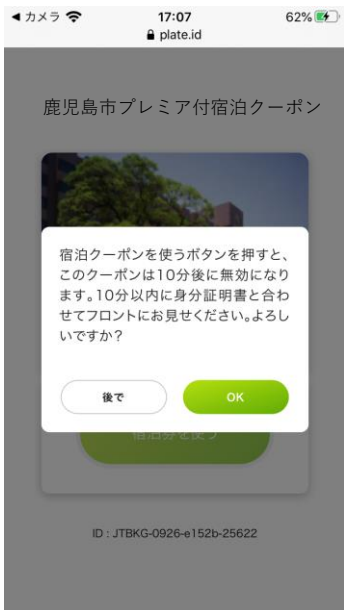 カメラ 17:07 62%
plate.id
鹿児島市プレミア付宿泊クーポン
宿泊クーポンを使うボタンを押すと、
このクーポンは10分後に無効になり
ます。10分以内に身分証明書と合わ
せてフロントにお見せください。よろし
いですか?
後で OK
宿泊券を使う
ID : JTBKG-0926-e152b-25622